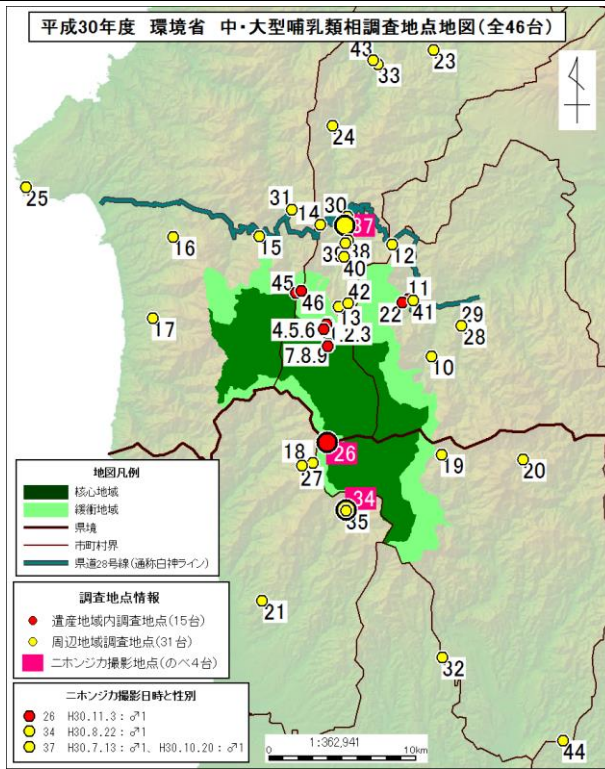 平成30年度 環境省 中・大型哺乳類相調査地点地図(全46台)
43
33
23
24
25
31
30
14
37
16
15
39
38
12
40
45
46
42
11
13
22
41
17
4.5.6
1.2.3
29
28
7.8.9
10
26
18
27
19
20
34
35
21
32
44
地図凡例
核心地域
緩衝地域
県境
市町村界
県道28号線(通称白神ライン)
調査地点情報
遺産地域内調査地点(15台)
周辺地域調査地点(31台)
ニホンジカ撮影地点(のべ4台)
ニホンジカ撮影日時と性別
26 H30.11.3:♂1
34 H30.8.22:♂1
37 H30.7.13:♂1、H30.10.20:♂1
1:362,941
0 10km